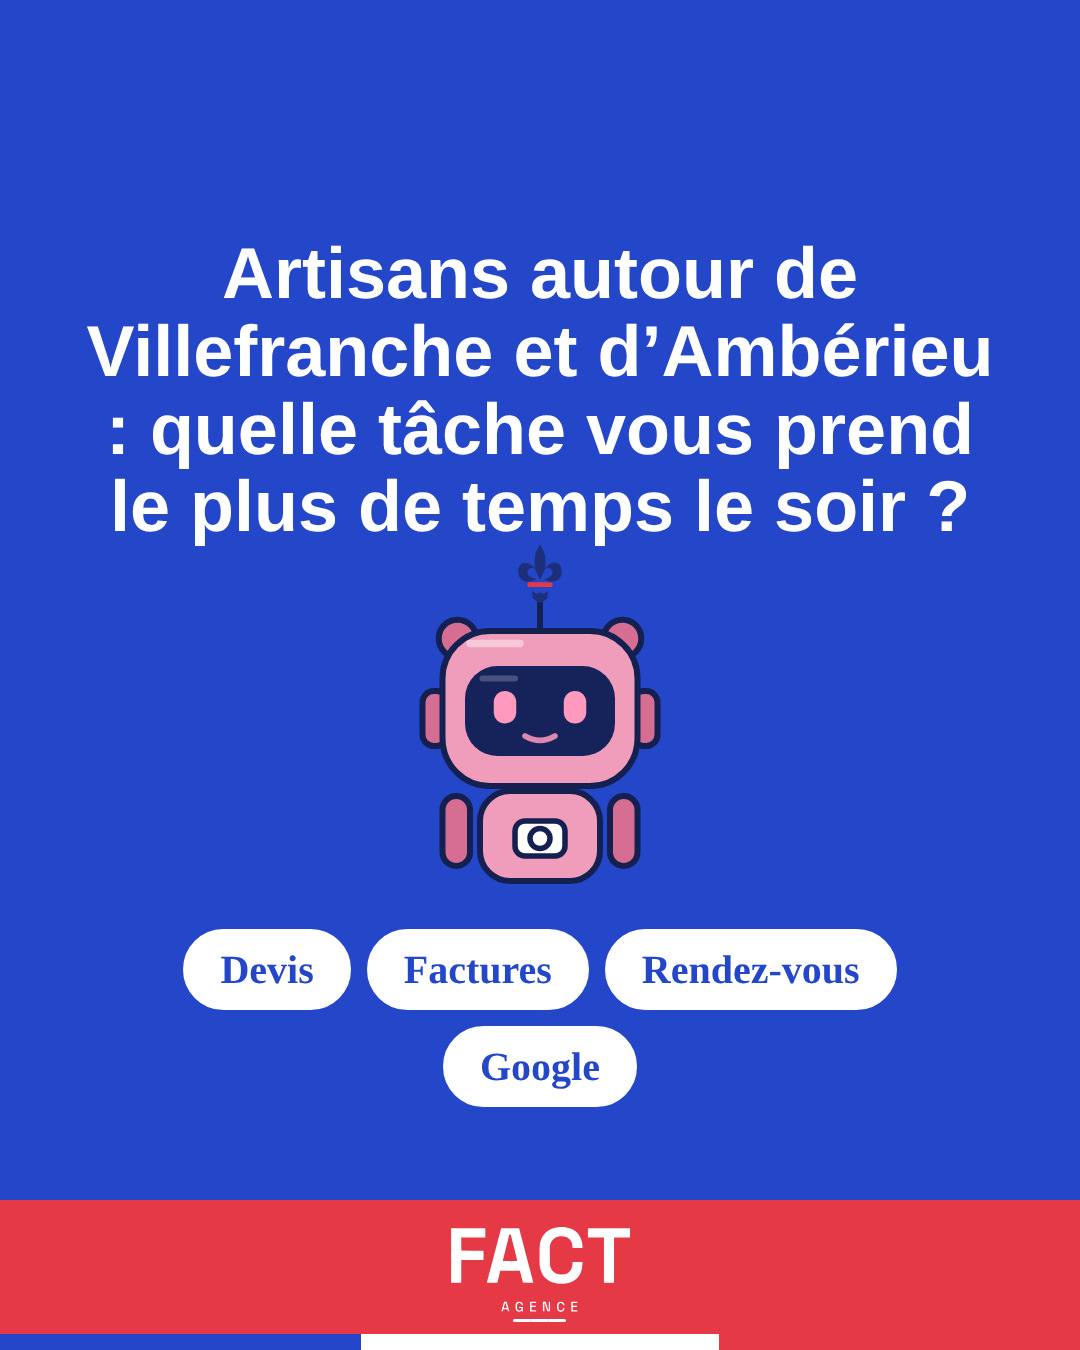 Artisans autour de
Villefranche et d’Ambérieu
: quelle tâche vous prend
le plus de temps le soir ?
Devis
Factures
Rendez-vous
Google
FACT
AGENCE